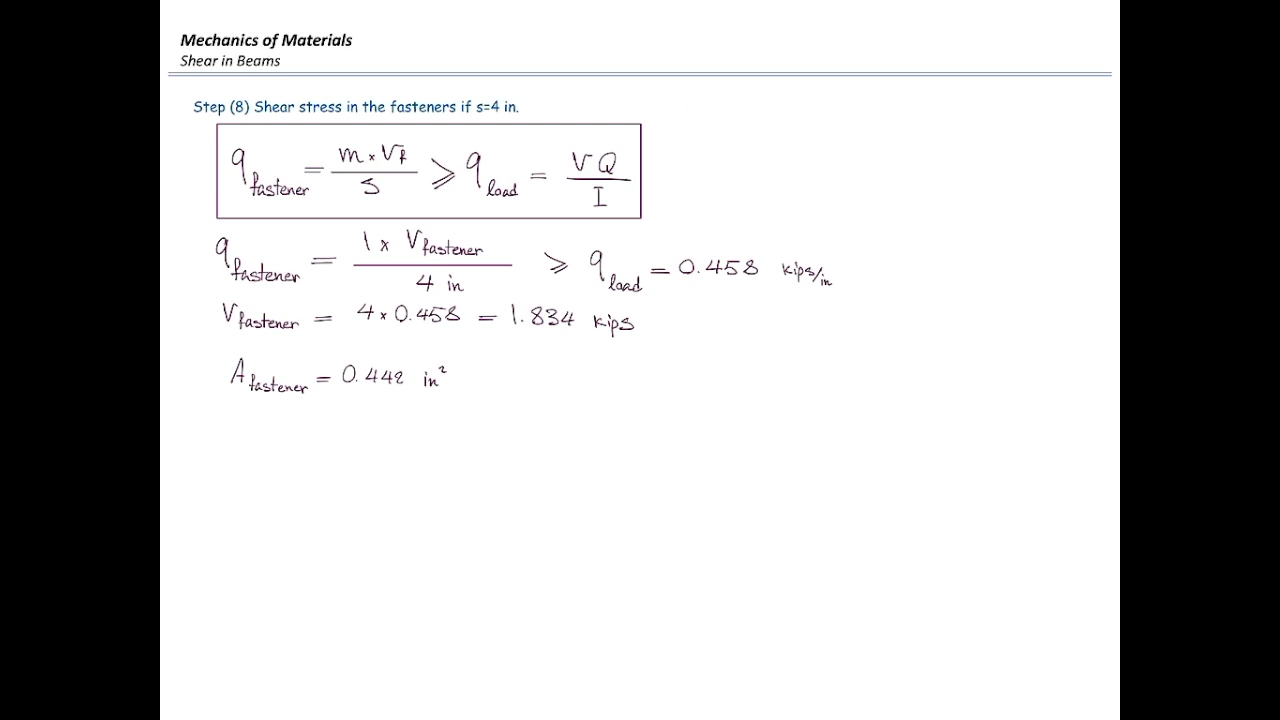 Mechanics of Materials
Shear in Beams
Step (8) Shear stress in the fasteners if s=4 in.
q fastener = m × Vf / S ⩾ q load = V Q / I
q fastener = 1 × V fastener / 4 in ⩾ q load = 0.458 kips/in
V fastener = 4 × 0.458 = 1.834 kips
A fastener = 0.442 in²